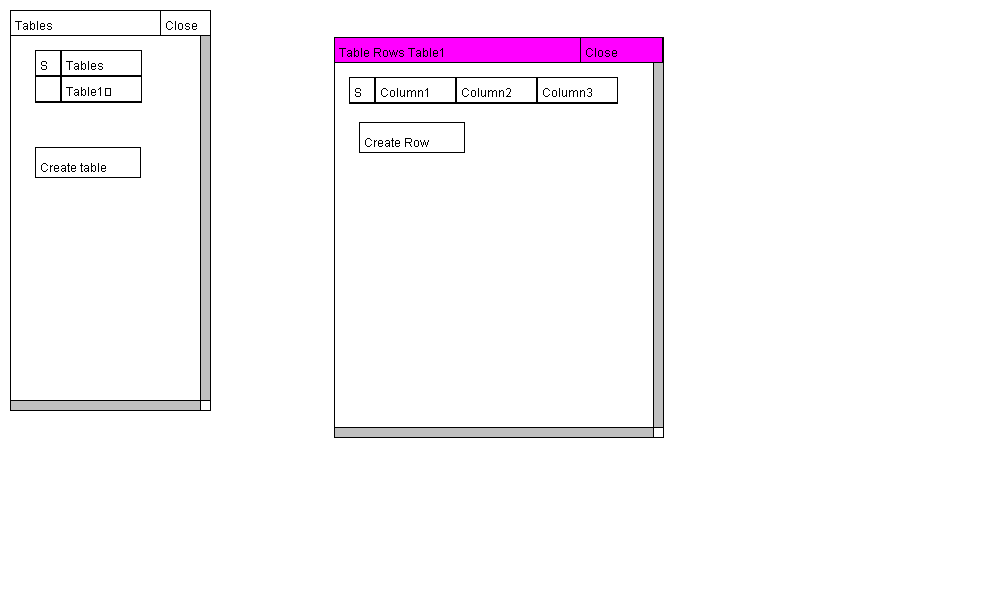 Tables Close
S Tables
Table1▯
Create table
Table Rows Table1 Close
S Column1 Column2 Column3
Create Row